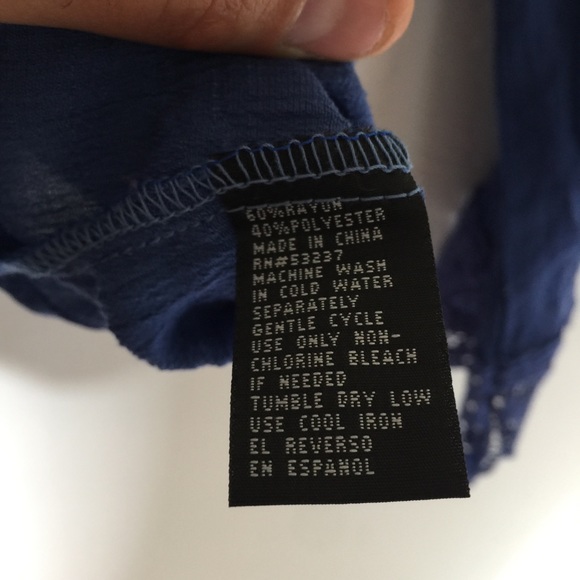 60%RAYON
40%POLYESTER
MADE IN CHINA
RN#53237
MACHINE WASH
IN COLD WATER
SEPARATELY
GENTLE CYCLE
USE ONLY NON-
CHLORINE BLEACH
IF NEEDED
TUMBLE DRY LOW
USE COOL IRON
EL REVERSO
EN ESPANOL